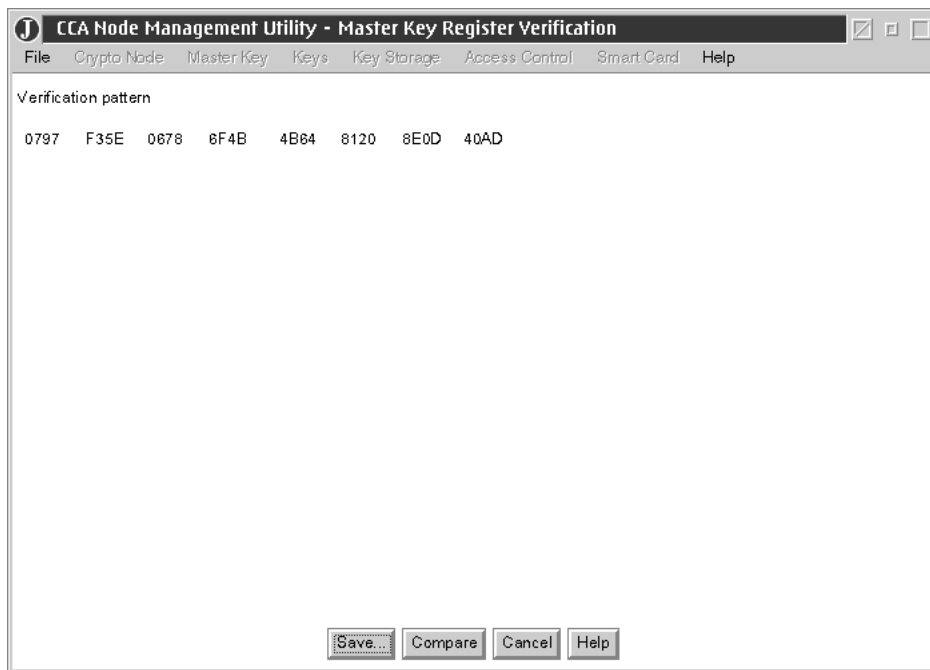 J CCA Node Management Utility - Master Key Register Verification
File Crypto Node Master Key Keys Key Storage Access Control Smart Card Help
Verification pattern
0797 F35E 0678 6F4B 4B64 8120 8E0D 40AD
Save... Compare Cancel Help